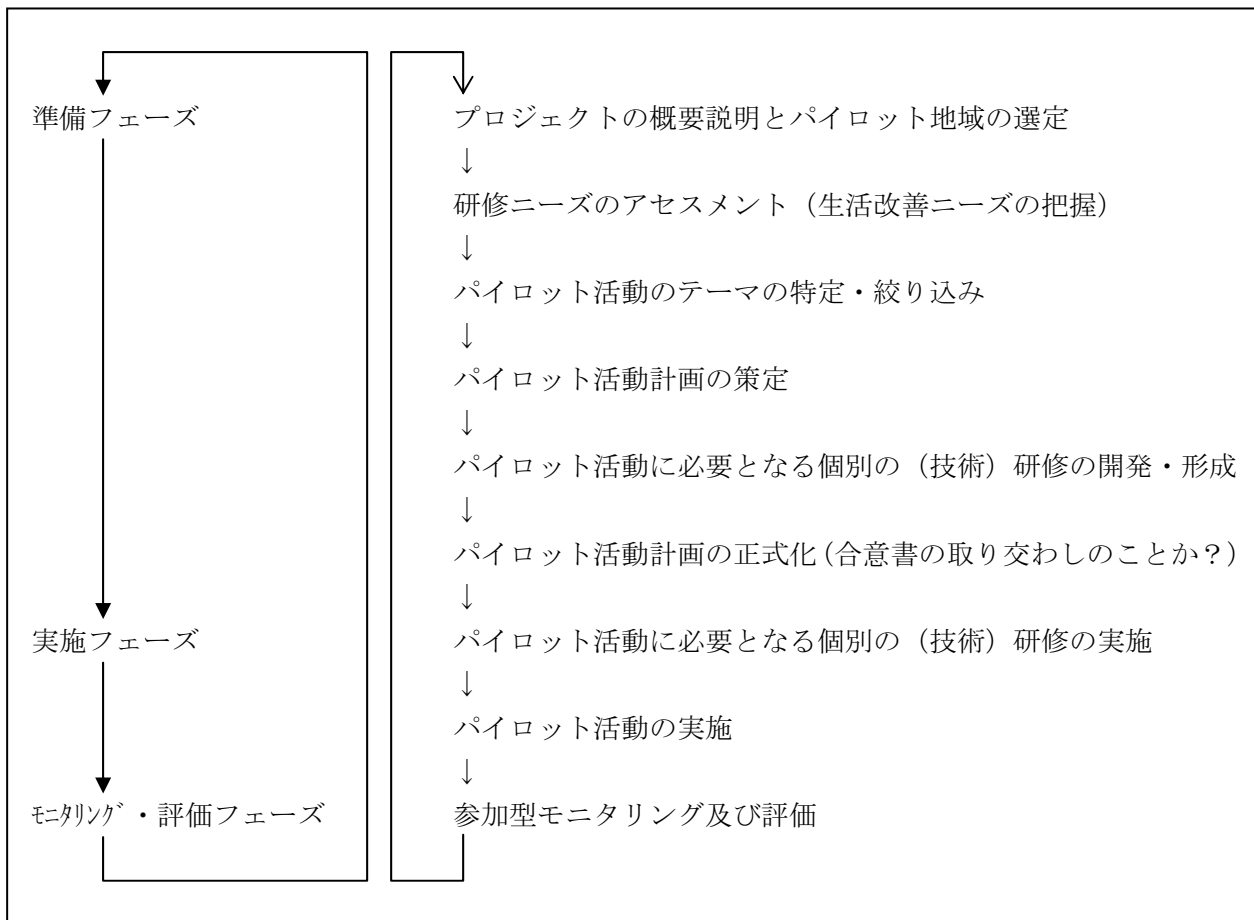 準備フェーズ
プロジェクトの概要説明とパイロット地域の選定
↓
研修ニーズのアセスメント（生活改善ニーズの把握）
↓
パイロット活動のテーマの特定・絞り込み
↓
パイロット活動計画の策定
↓
パイロット活動に必要となる個別の（技術）研修の開発・形成
↓
パイロット活動計画の正式化(合意書の取り交わしのことか？)
↓
実施フェーズ
パイロット活動に必要となる個別の（技術）研修の実施
↓
パイロット活動の実施
↓
ﾓﾆﾀﾘﾝｸﾞ・評価フェーズ
参加型モニタリング及び評価